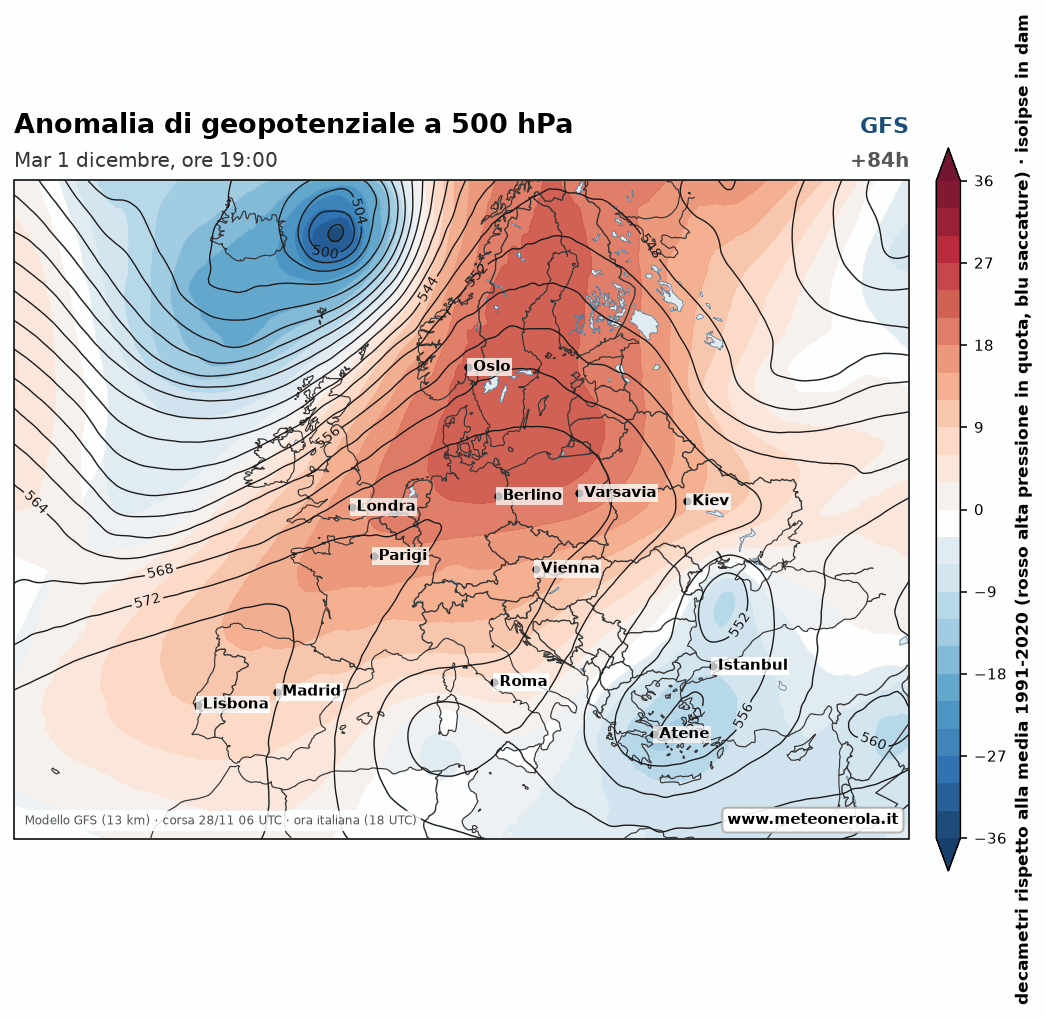 Anomalia di geopotenziale a 500 hPa
GFS
Mar 1 dicembre, ore 19:00
+84h
504
500
544
552
548
556
564
568
572
552
556
560
Oslo
Londra
Berlino
Varsavia
Kiev
Parigi
Vienna
Istanbul
Roma
Madrid
Lisbona
Atene
Modello GFS (13 km) · corsa 28/11 06 UTC · ora italiana (18 UTC)
www.meteonerola.it
36
27
18
9
0
−9
−18
−27
−36
decametri rispetto alla media 1991-2020 (rosso alta pressione in quota, blu saccature) · isoipse in dam